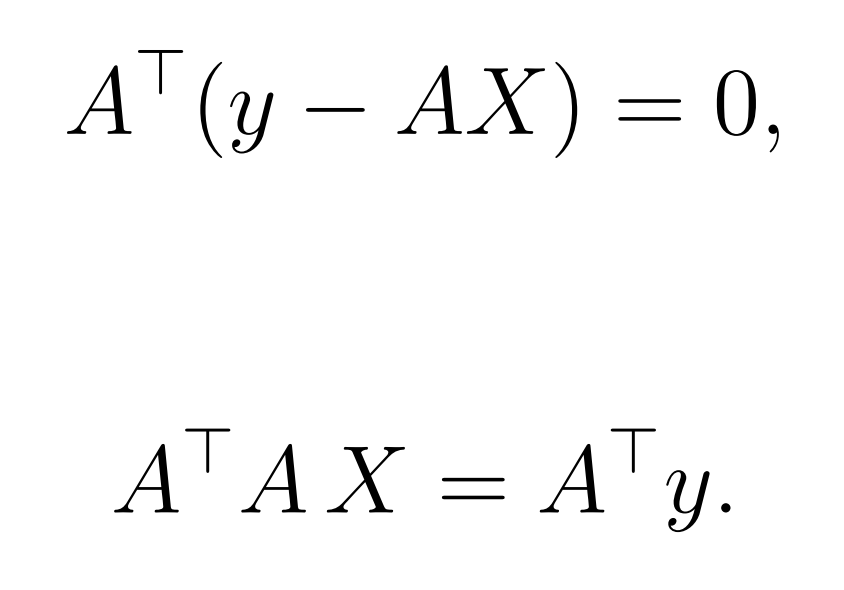 A⊤(y − AX) = 0,
A⊤A X = A⊤y.